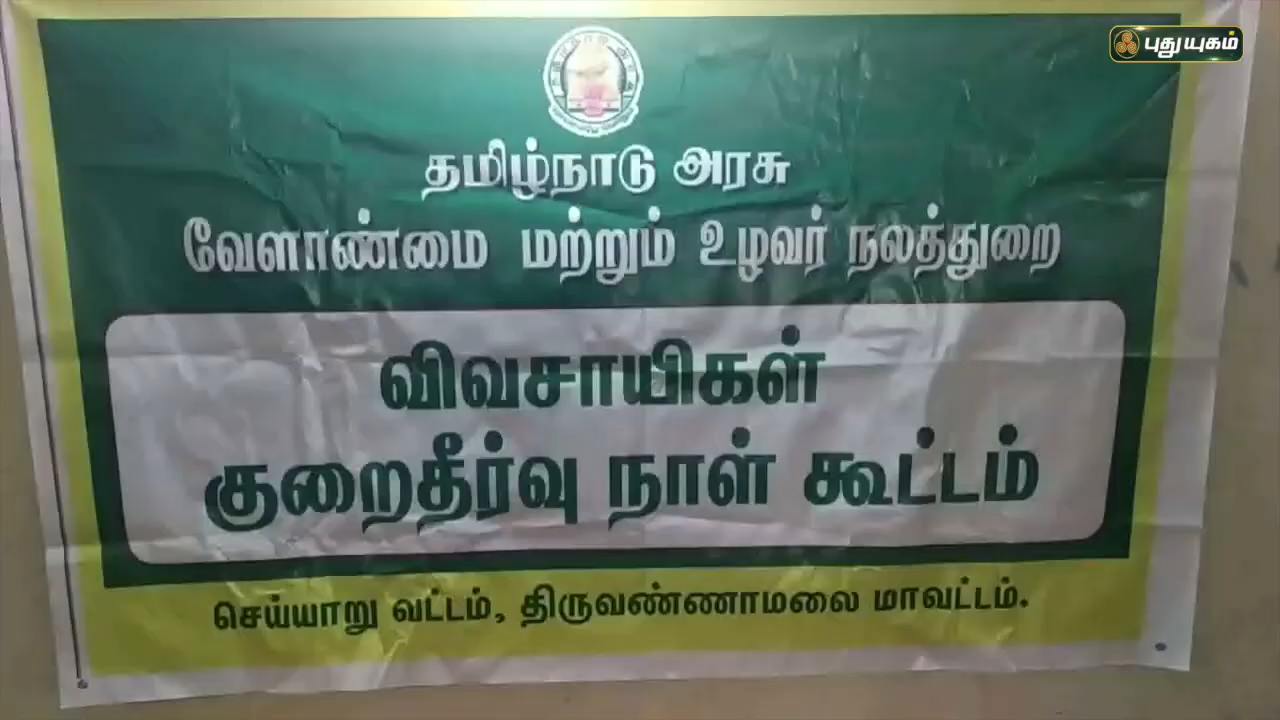 புதுயுகம்
தமிழ்நாடு அரசு
வேளாண்மை மற்றும் உழவர் நலத்துறை
விவசாயிகள்
குறைதீர்வு நாள் கூட்டம்
செய்யாறு வட்டம், திருவண்ணாமலை மாவட்டம்.